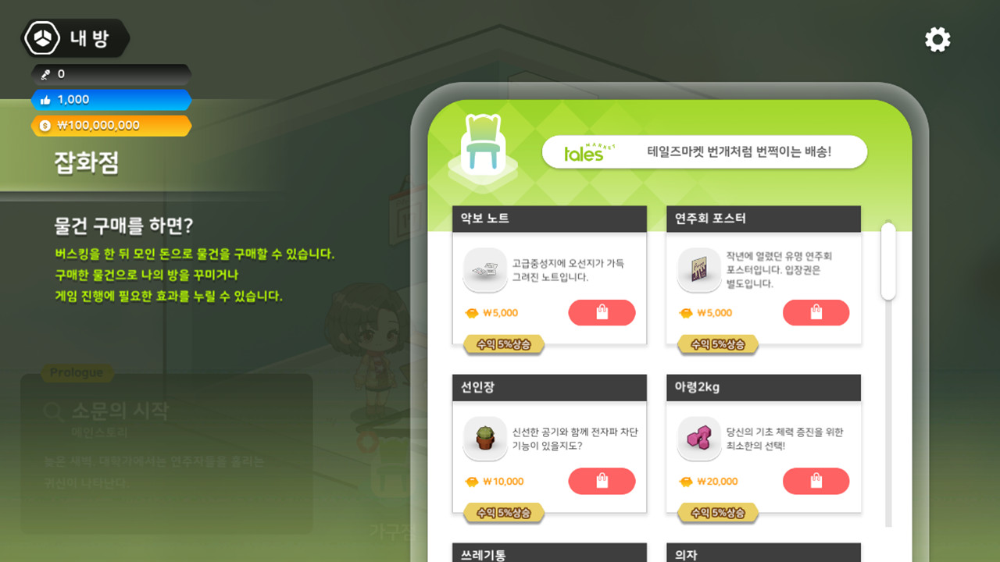 내 방
0
1,000
₩100,000,000
잡화점
물건 구매를 하면?
버스킹을 한 뒤 모인 돈으로 물건을 구매할 수 있습니다.
구매한 물건으로 나의 방을 꾸미거나
게임 진행에 필요한 효과를 누릴 수 있습니다.
Prologue
소문의 시작
메인스토리
늦은 새벽, 대학가에서는 연주자들을 홀리는
귀신이 나타난다.
가구점
tales MARKET
테일즈마켓 번개처럼 번쩍이는 배송!
악보 노트
고급중성지에 오선지가 가득
그려진 노트입니다.
₩5,000
수익 5%상승
연주회 포스터
작년에 열렸던 유명 연주회
포스터입니다. 입장권은
별도입니다.
₩5,000
수익 5%상승
선인장
신선한 공기와 함께 전자파 차단
기능이 있을지도?
₩10,000
수익 5%상승
아령2kg
당신의 기초 체력 증진을 위한
최소한의 선택!
₩20,000
수익 5%상승
쓰레기통
의자